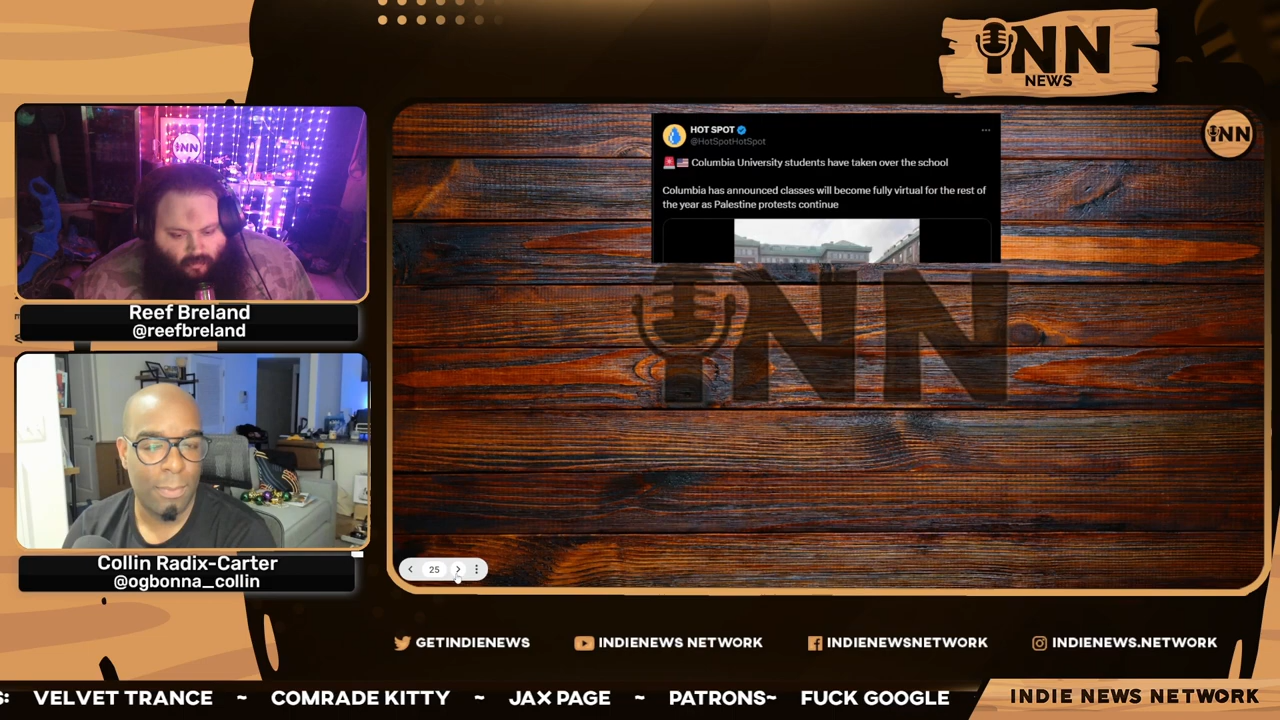 INN
NEWS
INN
INN
Reef Breland
@reefbreland
HOT SPOT
@HotSpotHotSpot
Columbia University students have taken over the school
Columbia has announced classes will become fully virtual for the rest of
the year as Palestine protests continue
INN
Collin Radix-Carter
@ogbonna_collin
25
GETINDIENEWS
INDIENEWS NETWORK
INDIENEWSNETWORK
INDIENEWS.NETWORK
S: VELVET TRANCE ~ COMRADE KITTY ~ JAX PAGE ~ PATRONS~ FUCK GOOGLE
INDIE NEWS NETWORK